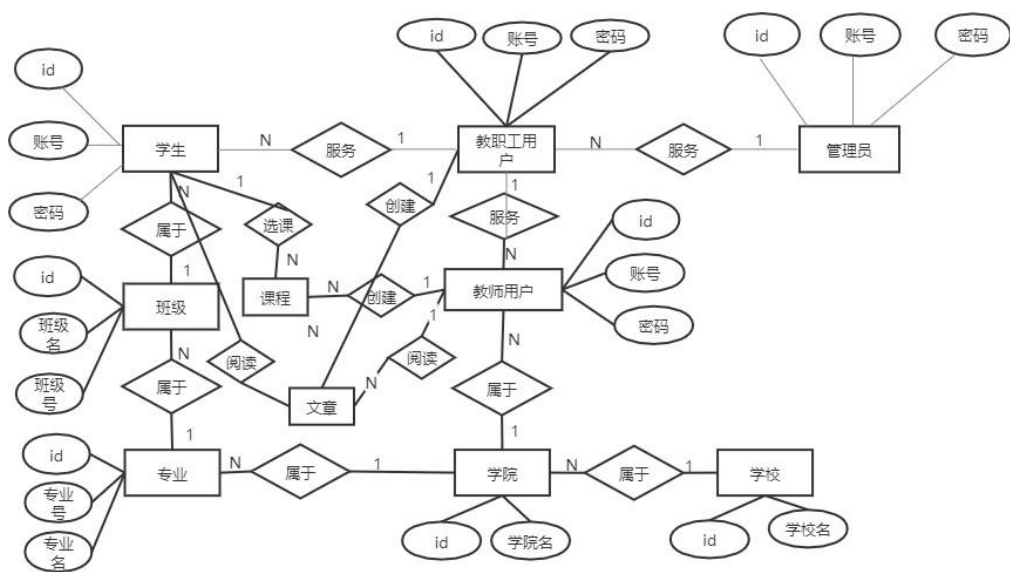 id
账号
密码
id
账号
密码
id
账号
密码
学生
N
服务
1
教职工用
户
N
服务
1
管理员
N
1
属于
选课
创建
1
1
服务
N
N
id
账号
密码
id
班级
名
班级
号
1
班级
N
课程
N
创建
1
教师用户
N
阅读
N
阅读
1
N
属于
文章
属于
1
1
id
专业
号
专业
名
专业
N
属于
1
学院
N
属于
1
学校
id
学院名
id
学校名